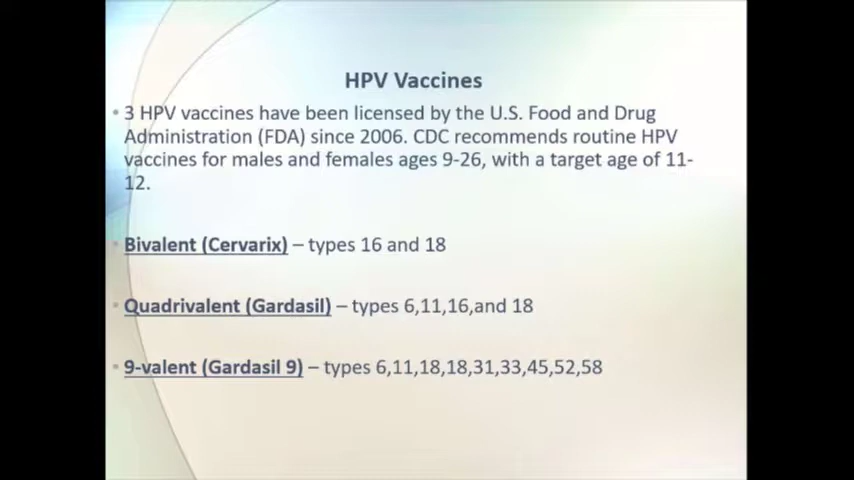 HPV Vaccines
• 3 HPV vaccines have been licensed by the U.S. Food and Drug
Administration (FDA) since 2006. CDC recommends routine HPV
vaccines for males and females ages 9-26, with a target age of 11-
12.
• Bivalent (Cervarix) – types 16 and 18
• Quadrivalent (Gardasil) – types 6,11,16,and 18
• 9-valent (Gardasil 9) – types 6,11,18,18,31,33,45,52,58